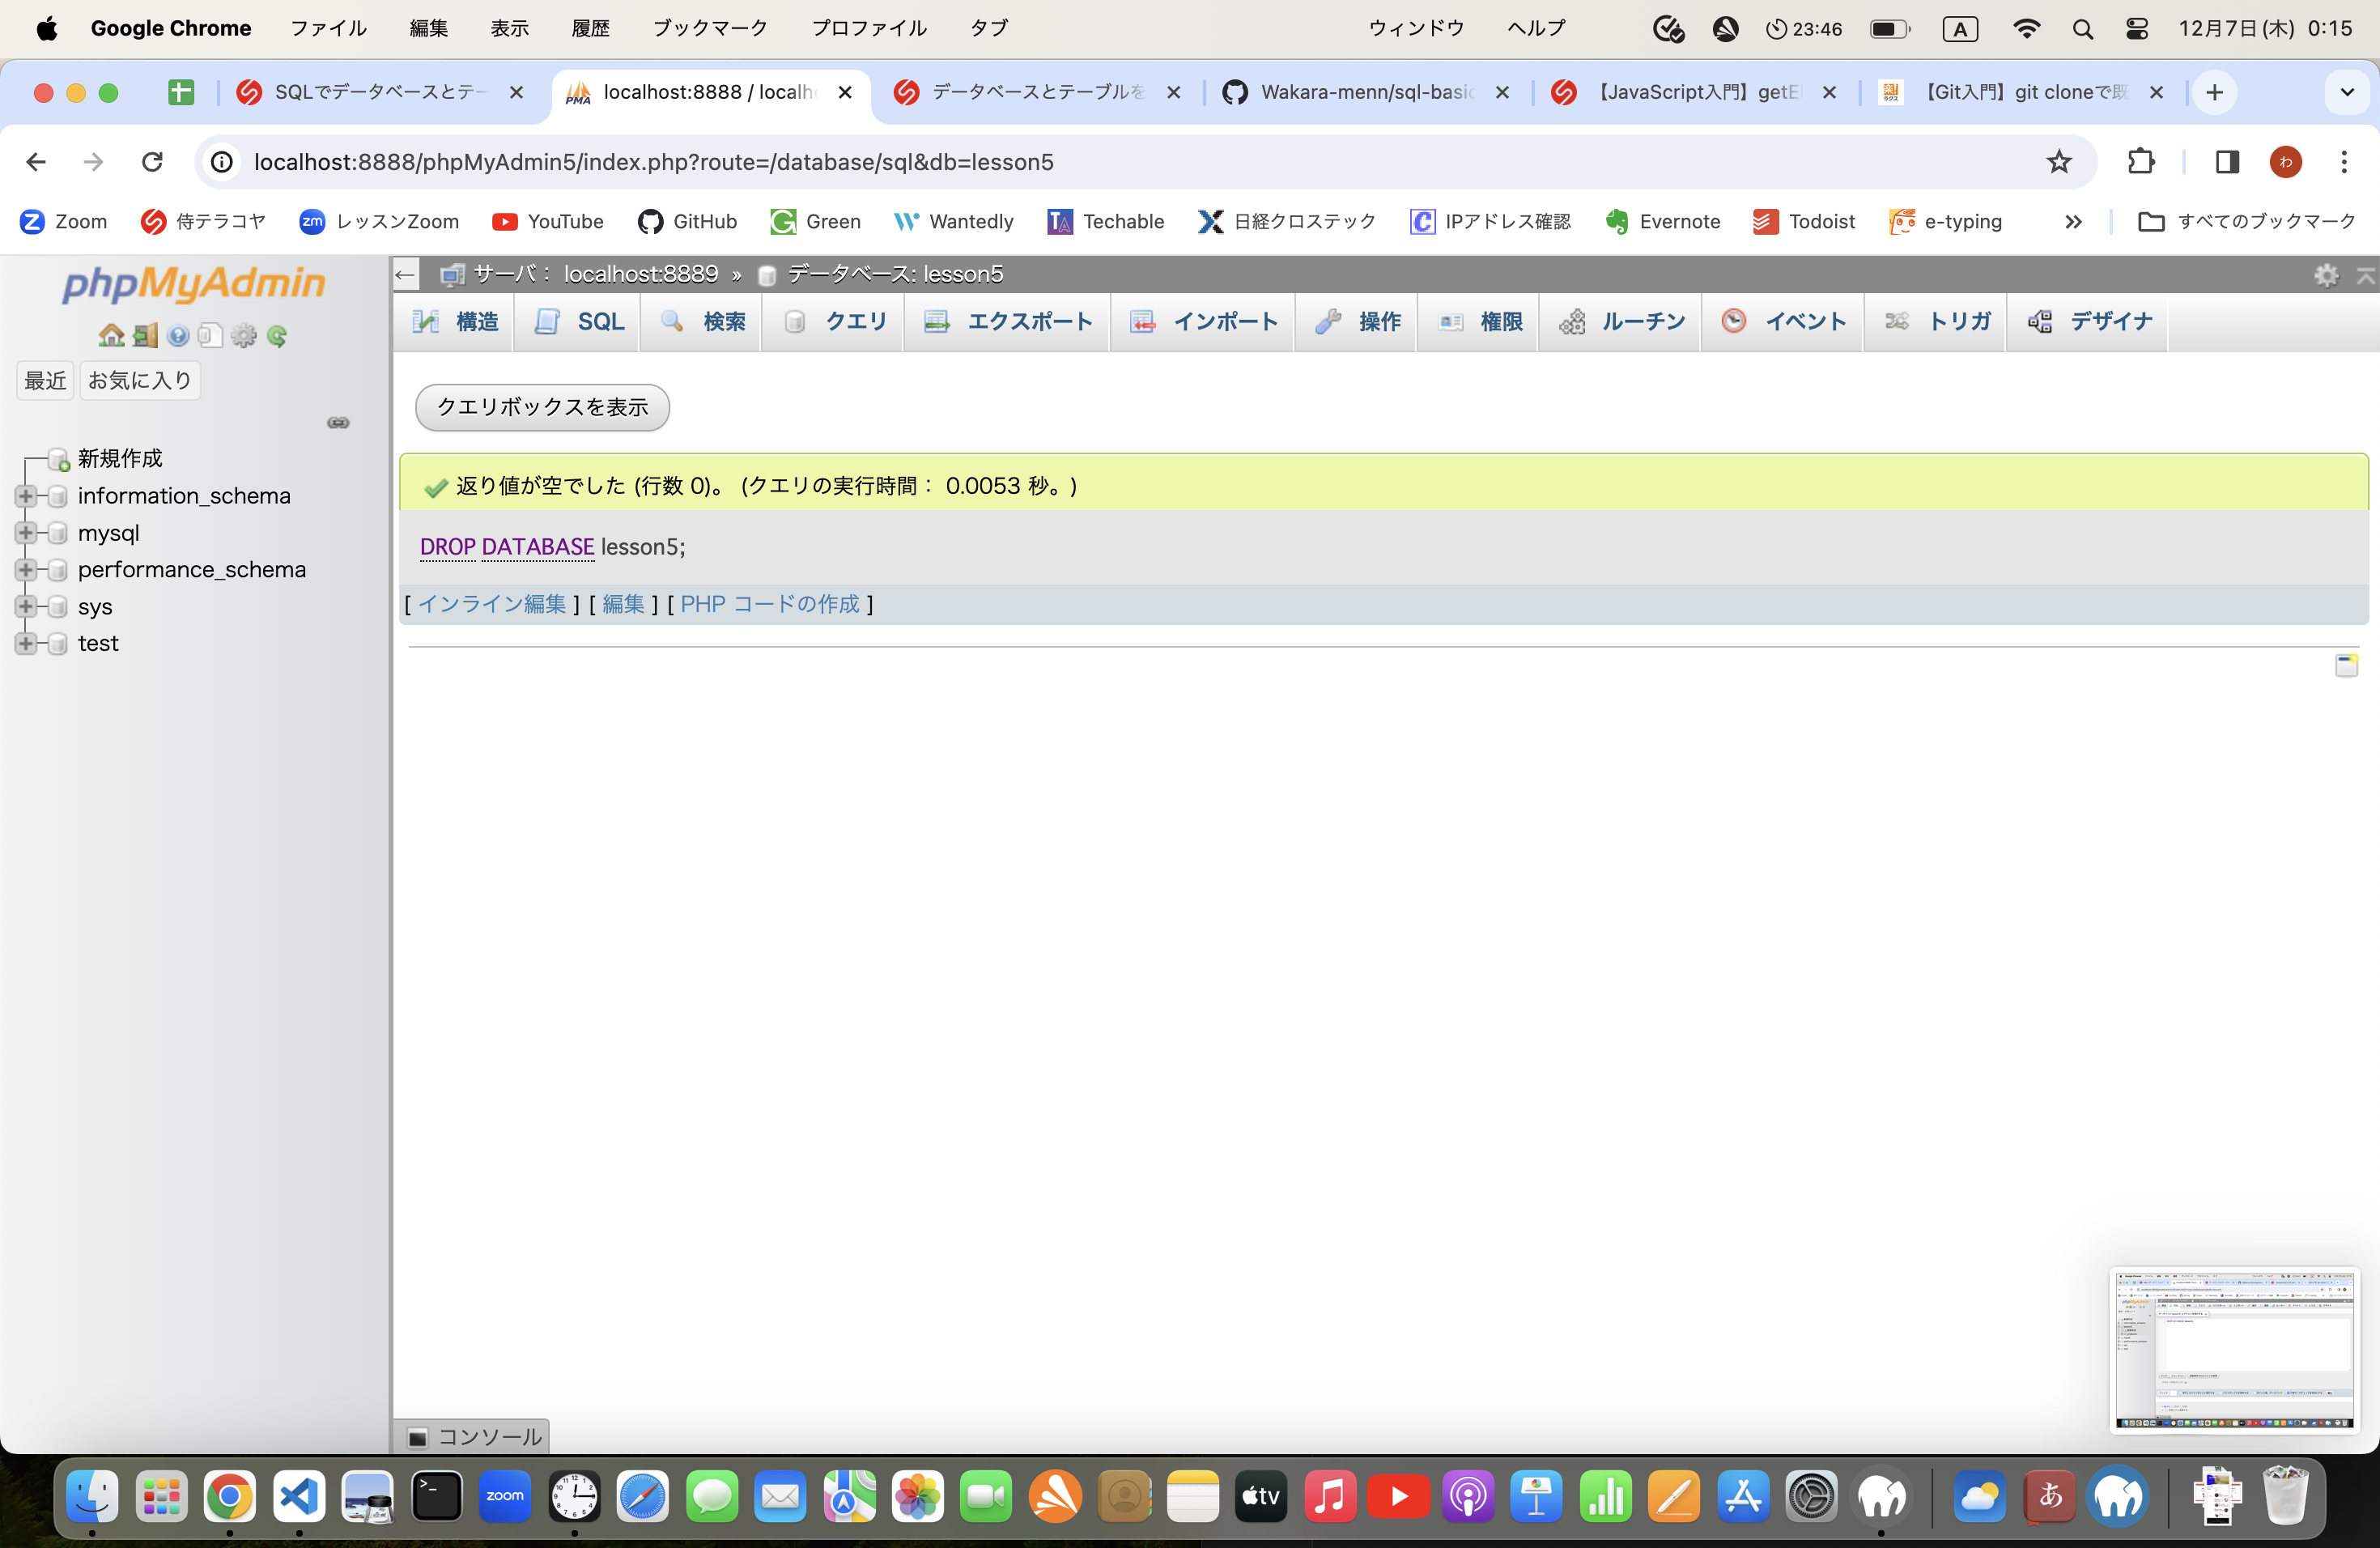 Google Chrome ファイル 編集 表示 履歴 ブックマーク プロファイル タブ ウィンドウ ヘルプ 23:46 A 12月7日(木) 0:15
SQLでデータベースとテー
PMA localhost:8888 / localh
データベースとテーブルを
Wakara-menn/sql-basic
【JavaScript入門】getE
【Git入門】git cloneで既
localhost:8888/phpMyAdmin5/index.php?route=/database/sql&db=lesson5
わ
Zoom 侍テラコヤ zm レッスンZoom YouTube GitHub Green Wantedly TA Techable 日経クロステック IPアドレス確認 Evernote Todoist e-typing » すべてのブックマーク
phpMyAdmin
最近 お気に入り
新規作成
information_schema
mysql
performance_schema
sys
test
サーバ： localhost:8889 » データベース: lesson5
構造 SQL 検索 クエリ エクスポート インポート 操作 権限 ルーチン イベント トリガ デザイナ
クエリボックスを表示
返り値が空でした (行数 0)。 (クエリの実行時間： 0.0053 秒。)
DROP DATABASE lesson5;
[ インライン編集 ] [ 編集 ] [ PHP コードの作成 ]
コンソール
zoom
tv
あ